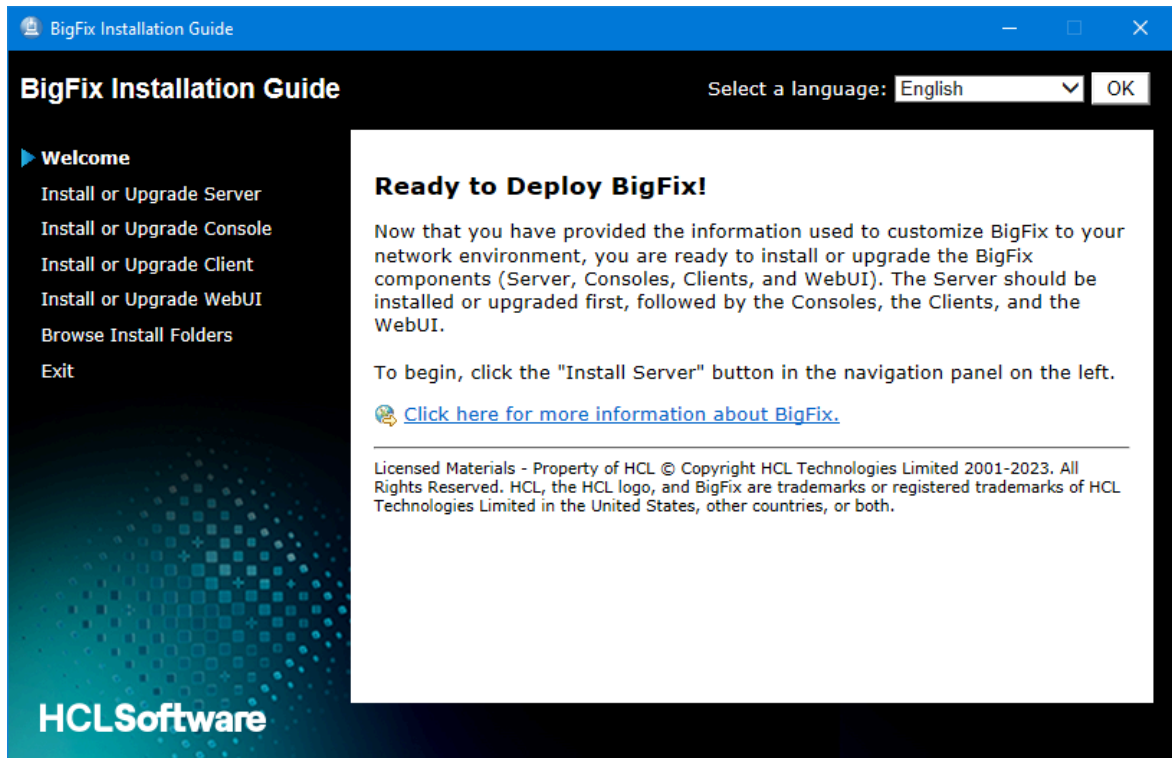 BigFix Installation Guide
BigFix Installation Guide
Select a language: English OK
Welcome
Install or Upgrade Server
Install or Upgrade Console
Install or Upgrade Client
Install or Upgrade WebUI
Browse Install Folders
Exit
Ready to Deploy BigFix!
Now that you have provided the information used to customize BigFix to your
network environment, you are ready to install or upgrade the BigFix
components (Server, Consoles, Clients, and WebUI). The Server should be
installed or upgraded first, followed by the Consoles, the Clients, and the
WebUI.
To begin, click the "Install Server" button in the navigation panel on the left.
Click here for more information about BigFix.
Licensed Materials - Property of HCL © Copyright HCL Technologies Limited 2001-2023. All
Rights Reserved. HCL, the HCL logo, and BigFix are trademarks or registered trademarks of HCL
Technologies Limited in the United States, other countries, or both.
HCLSoftware